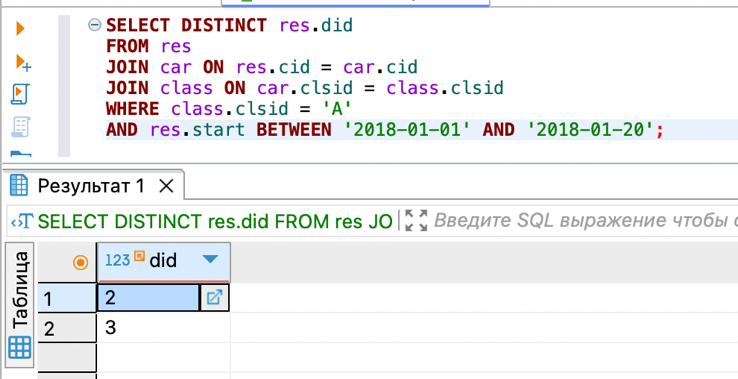 SELECT DISTINCT res.did
FROM res
JOIN car ON res.cid = car.cid
JOIN class ON car.clsid = class.clsid
WHERE class.clsid = 'A'
AND res.start BETWEEN '2018-01-01' AND '2018-01-20';
Результат 1
SELECT DISTINCT res.did FROM res JO
Введите SQL выражение чтобы
Таблица
123 did
1 2
2 3